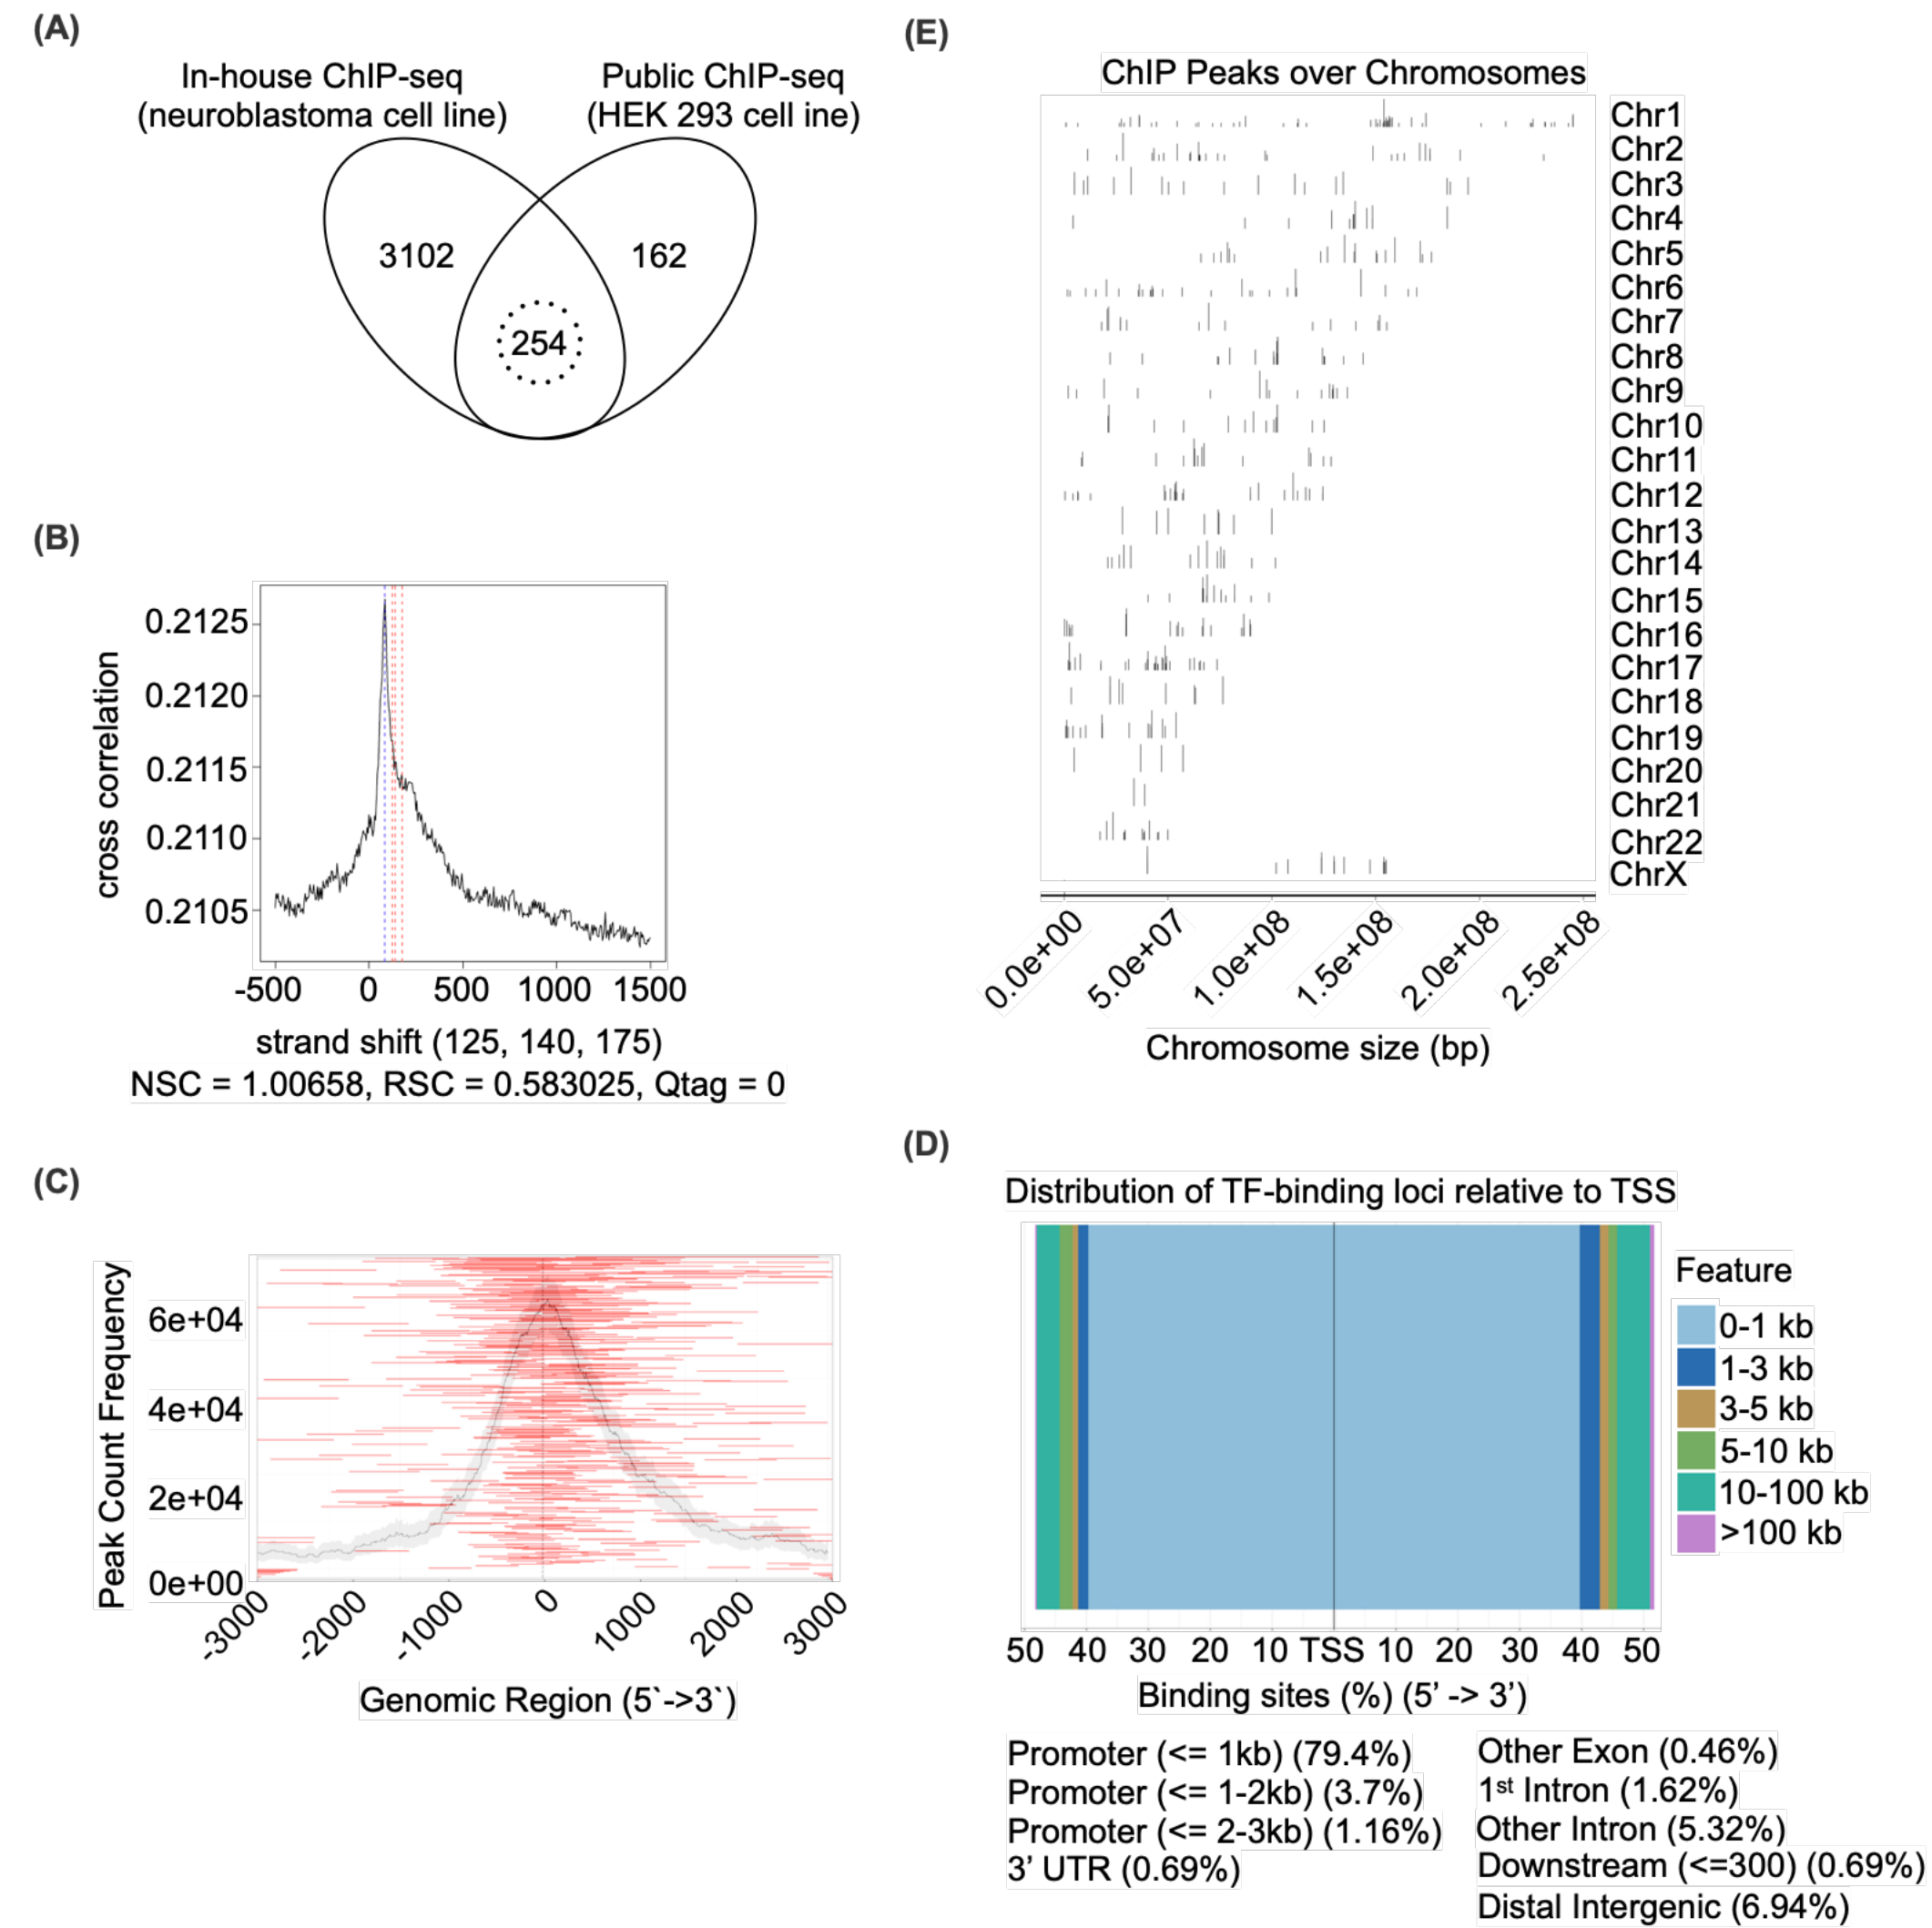 (A)
In-house ChIP-seq
(neuroblastoma cell line)
Public ChIP-seq
(HEK 293 cell ine)
3102
162
254
(B)
cross correlation
0.2125
0.2120
0.2115
0.2110
0.2105
-500 0 500 1000 1500
strand shift (125, 140, 175)
NSC = 1.00658, RSC = 0.583025, Qtag = 0
(C)
Peak Count Frequency
6e+04
4e+04
2e+04
0e+00
-3000 -2000 -1000 0 1000 2000 3000
Genomic Region (5`->3`)
(E)
ChIP Peaks over Chromosomes
Chr1
Chr2
Chr3
Chr4
Chr5
Chr6
Chr7
Chr8
Chr9
Chr10
Chr11
Chr12
Chr13
Chr14
Chr15
Chr16
Chr17
Chr18
Chr19
Chr20
Chr21
Chr22
ChrX
0.0e+00 5.0e+07 1.0e+08 1.5e+08 2.0e+08 2.5e+08
Chromosome size (bp)
(D)
Distribution of TF-binding loci relative to TSS
Feature
0-1 kb
1-3 kb
3-5 kb
5-10 kb
10-100 kb
>100 kb
50 40 30 20 10 TSS 10 20 30 40 50
Binding sites (%) (5’ -> 3’)
Promoter (<= 1kb) (79.4%)
Promoter (<= 1-2kb) (3.7%)
Promoter (<= 2-3kb) (1.16%)
3’ UTR (0.69%)
Other Exon (0.46%)
1st Intron (1.62%)
Other Intron (5.32%)
Downstream (<=300) (0.69%)
Distal Intergenic (6.94%)